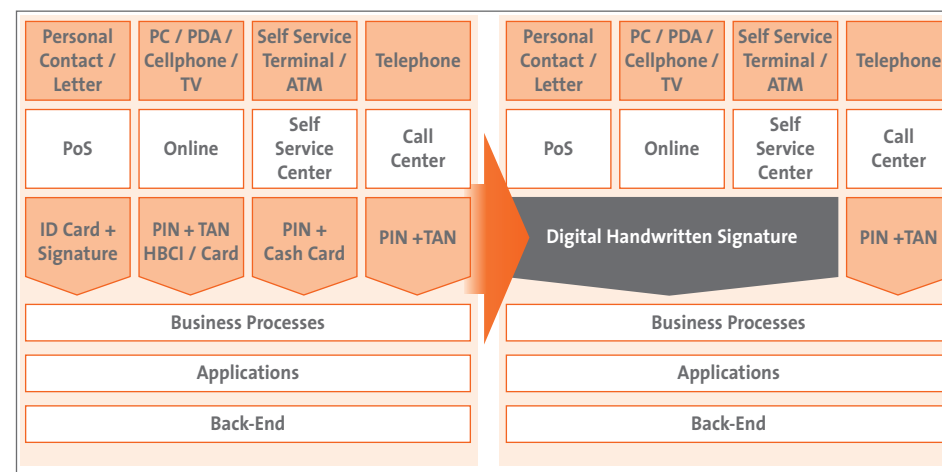 Personal
Contact /
Letter
PC / PDA /
Cellphone /
TV
Self Service
Terminal /
ATM
Telephone
PoS
Online
Self
Service
Center
Call
Center
ID Card +
Signature
PIN + TAN
HBCI / Card
PIN +
Cash Card
PIN +TAN
Business Processes
Applications
Back-End
Personal
Contact /
Letter
PC / PDA /
Cellphone /
TV
Self Service
Terminal /
ATM
Telephone
PoS
Online
Self
Service
Center
Call
Center
Digital Handwritten Signature
PIN +TAN
Business Processes
Applications
Back-End